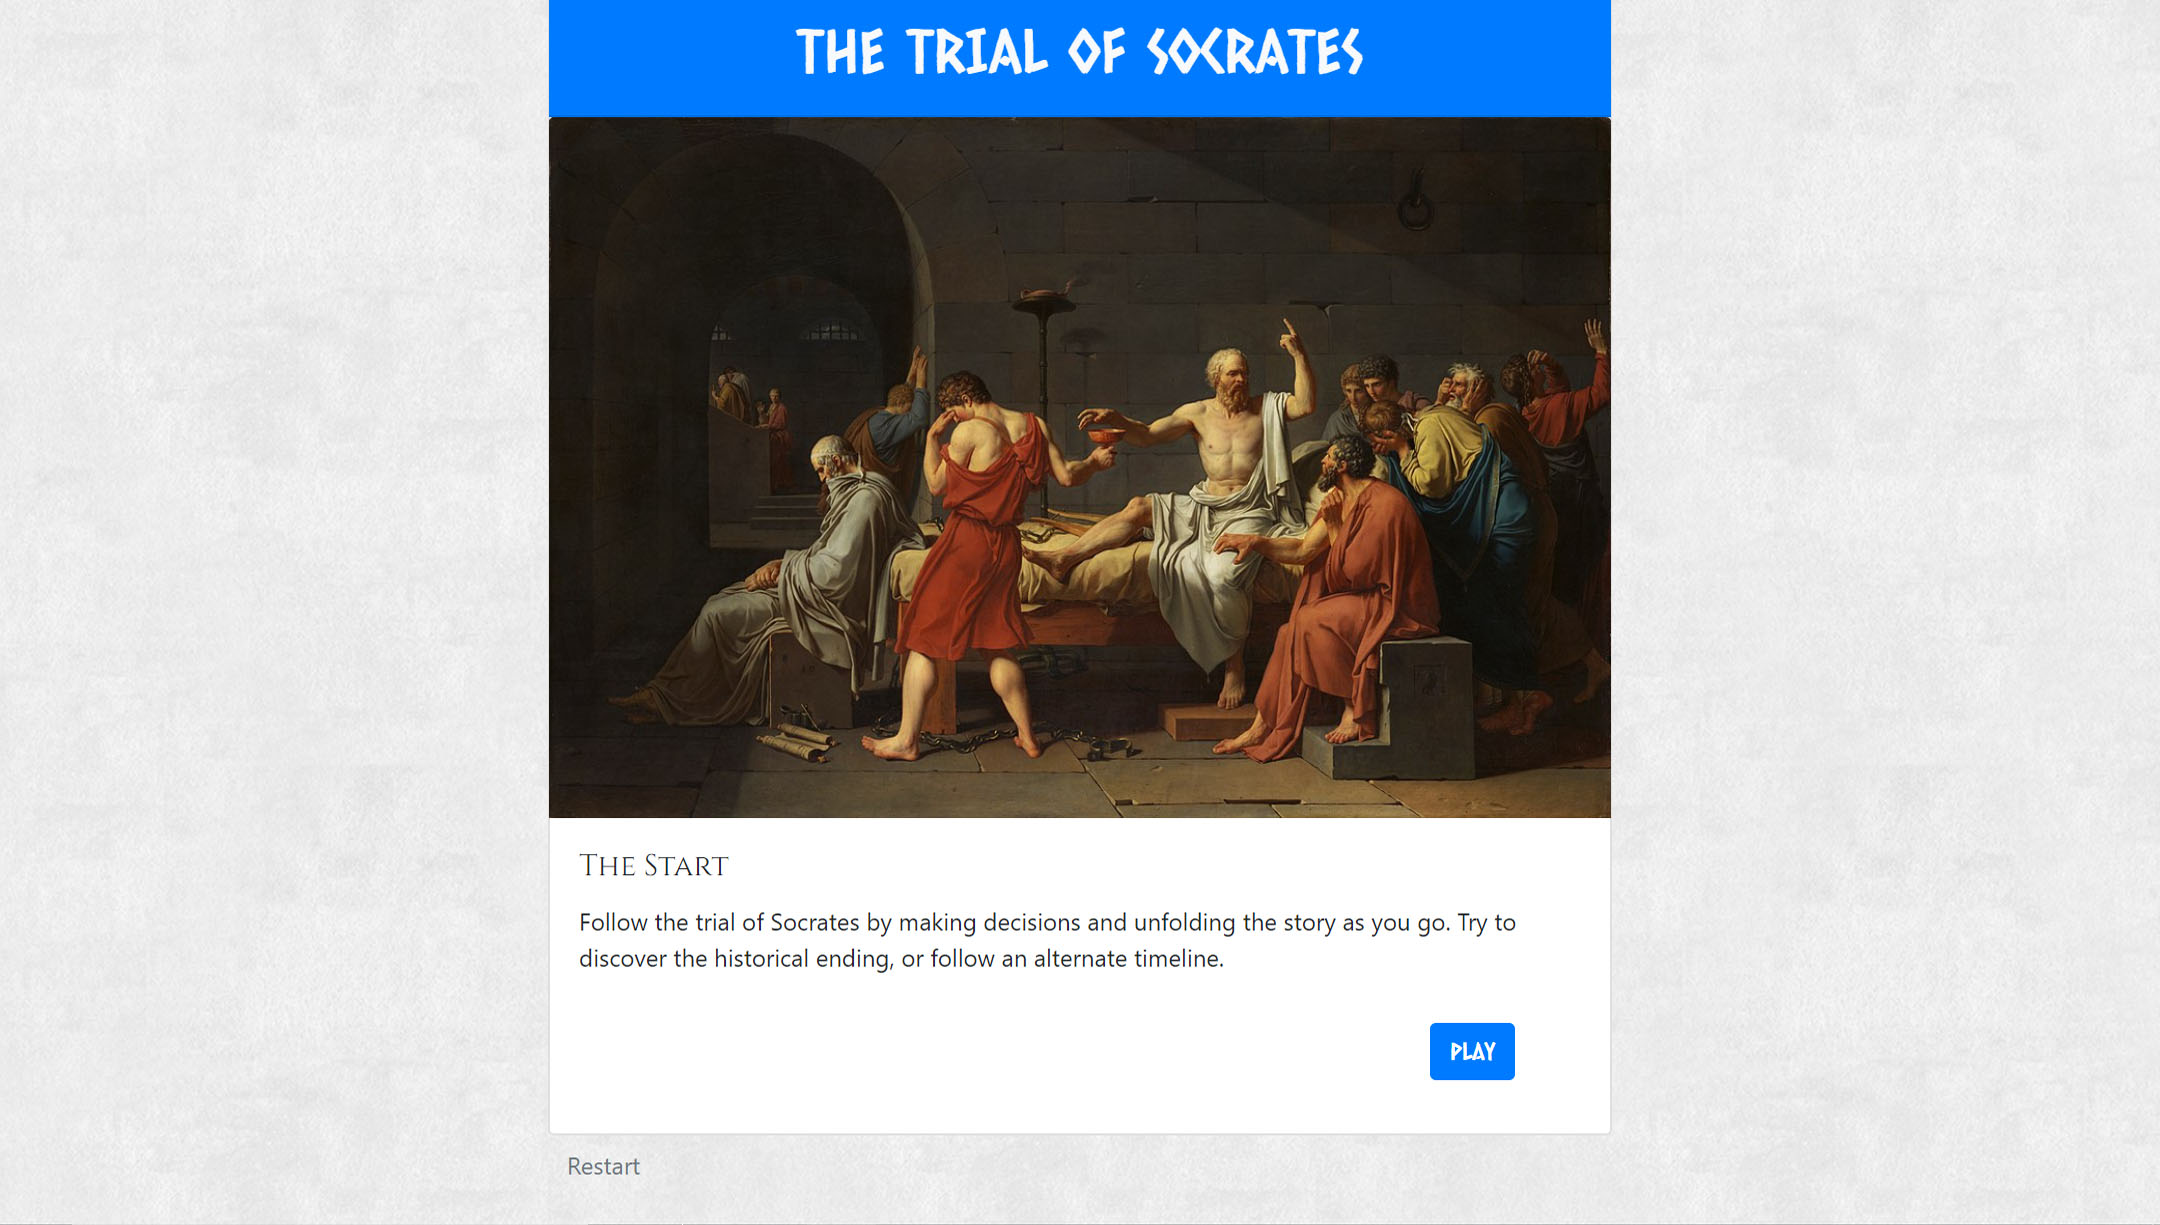 THE TRIAL OF SOCRATES
The Start
Follow the trial of Socrates by making decisions and unfolding the story as you go. Try to
discover the historical ending, or follow an alternate timeline.
PLAY
Restart